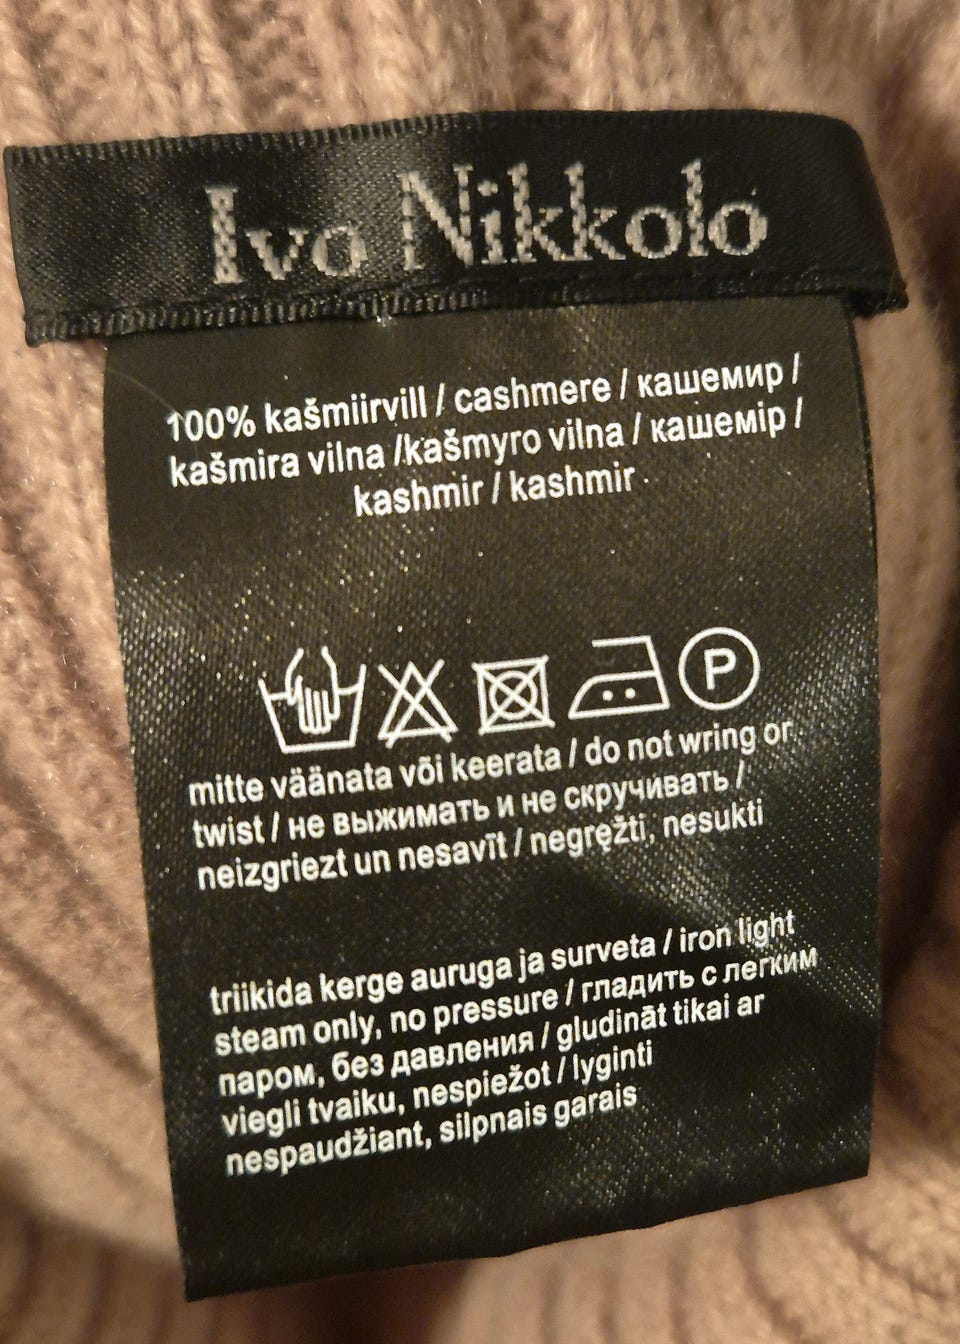 Ivo Nikkolo
100% kašmiirvill / cashmere / кашемир /
kašmira vilna /kašmyro vilna / кашемір /
kashmir / kashmir
P
mitte väänata või keerata / do not wring or
twist / не выжимать и не скручивать /
neizgriezt un nesavīt / negręžti, nesukti
triikida kerge auruga ja surveta / iron light
steam only, no pressure / гладить с легким
паром, без давления / gludināt tikai ar
viegli tvaiku, nespiežot / lyginti
nespaudžiant, silpnais garais